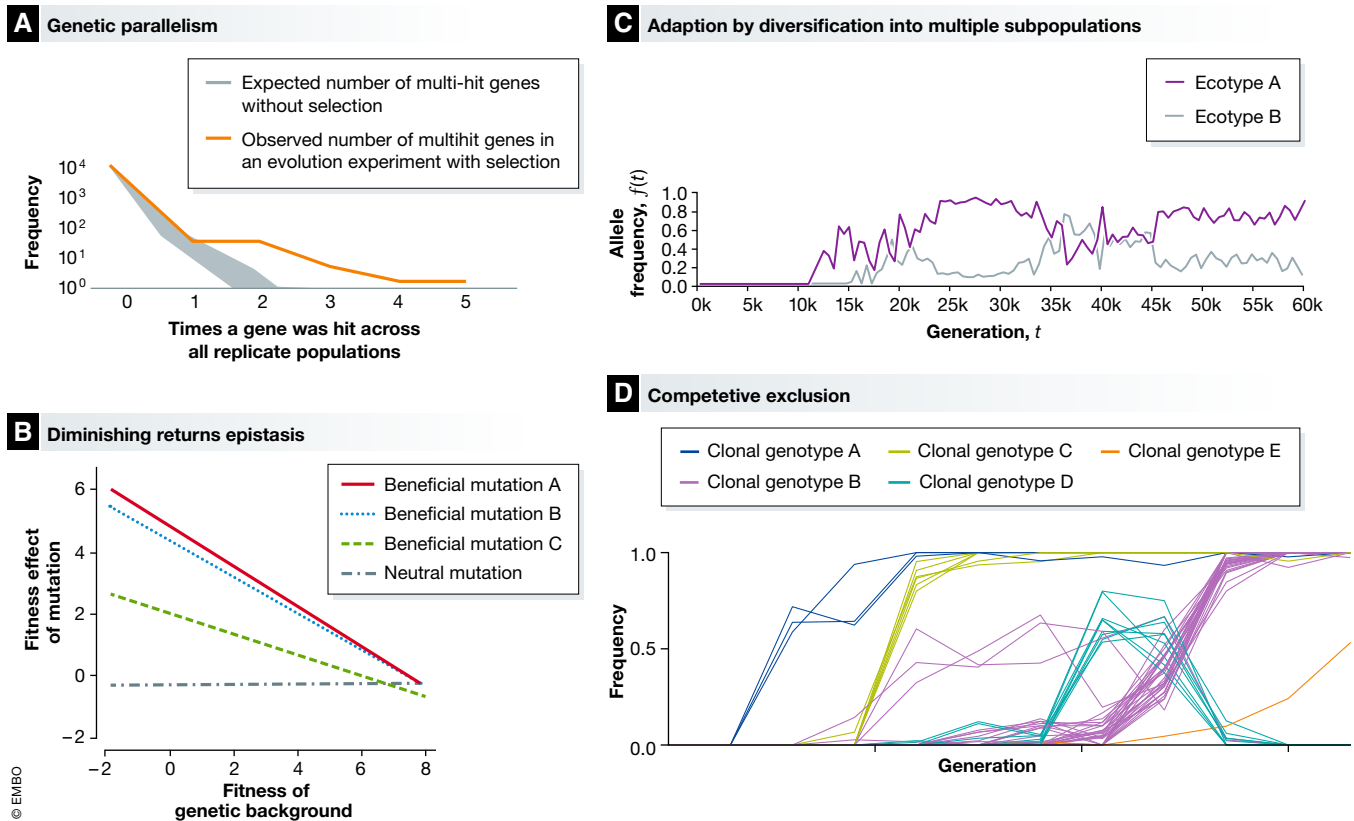 A Genetic parallelism
Expected number of multi-hit genes
without selection
Observed number of multihit genes in
an evolution experiment with selection
Frequency
10^4
10^3
10^2
10^1
10^0
0 1 2 3 4 5
Times a gene was hit across
all replicate populations
B Diminishing returns epistasis
Beneficial mutation A
Beneficial mutation B
Beneficial mutation C
Neutral mutation
Fitness effect
of mutation
6
4
2
0
−2
−2 0 2 4 6 8
Fitness of
genetic background
© EMBO
C Adaption by diversification into multiple subpopulations
Ecotype A
Ecotype B
Allele
frequency, f(t)
1.0
0.8
0.6
0.4
0.2
0.0
0k 5k 10k 15k 20k 25k 30k 35k 40k 45k 50k 55k 60k
Generation, t
D Competetive exclusion
Clonal genotype A Clonal genotype C Clonal genotype E
Clonal genotype B Clonal genotype D
Frequency
1.0
0.5
0.0
Generation